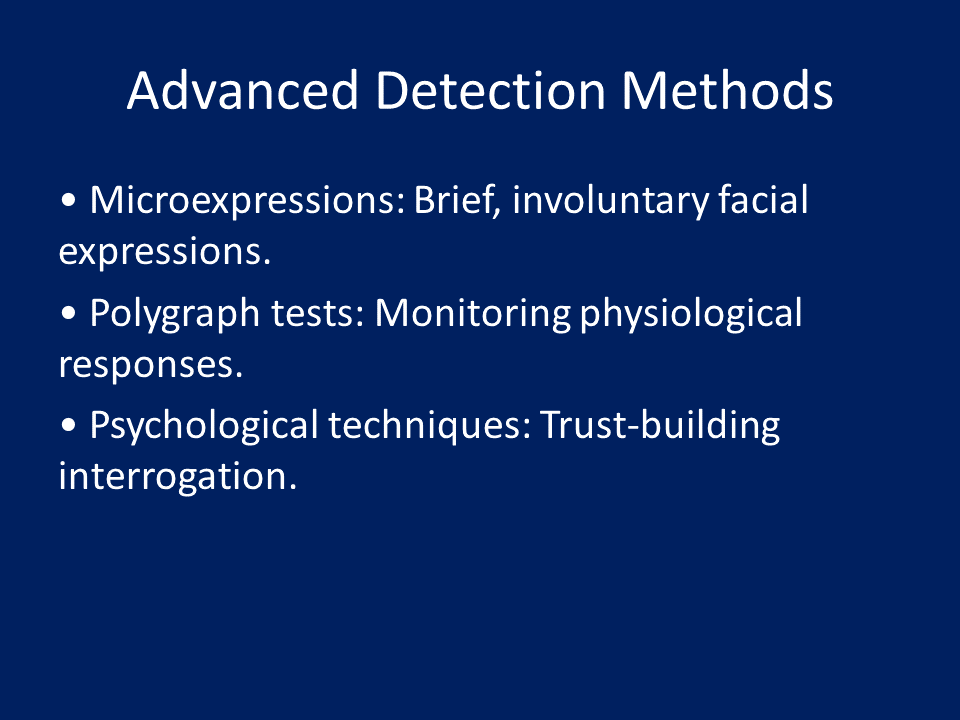 Advanced Detection Methods
• Microexpressions: Brief, involuntary facial
expressions.
• Polygraph tests: Monitoring physiological
responses.
• Psychological techniques: Trust-building
interrogation.